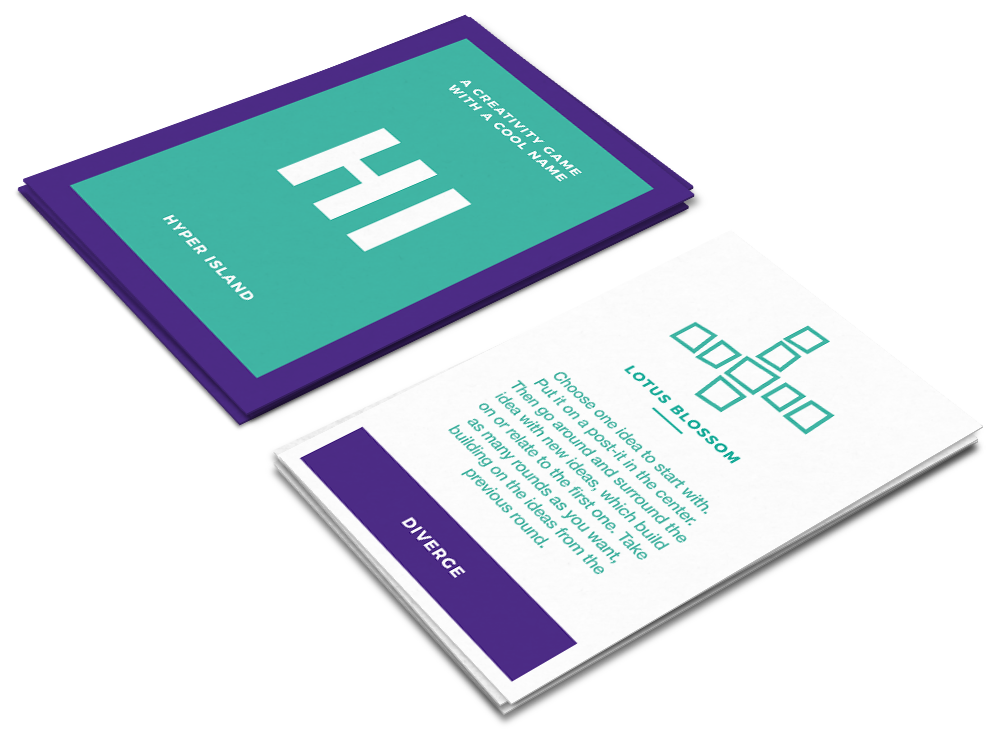 A CREATIVITY GAME
WITH A COOL NAME
HI
HYPER ISLAND
LOTUS BLOSSOM
Choose one idea to start with.
Put it on a post-it in the center.
Then go around and surround the
idea with new ideas, which build
on or relate to the first one. Take
as many rounds as you want,
building on the ideas from the
previous round.
DIVERGE